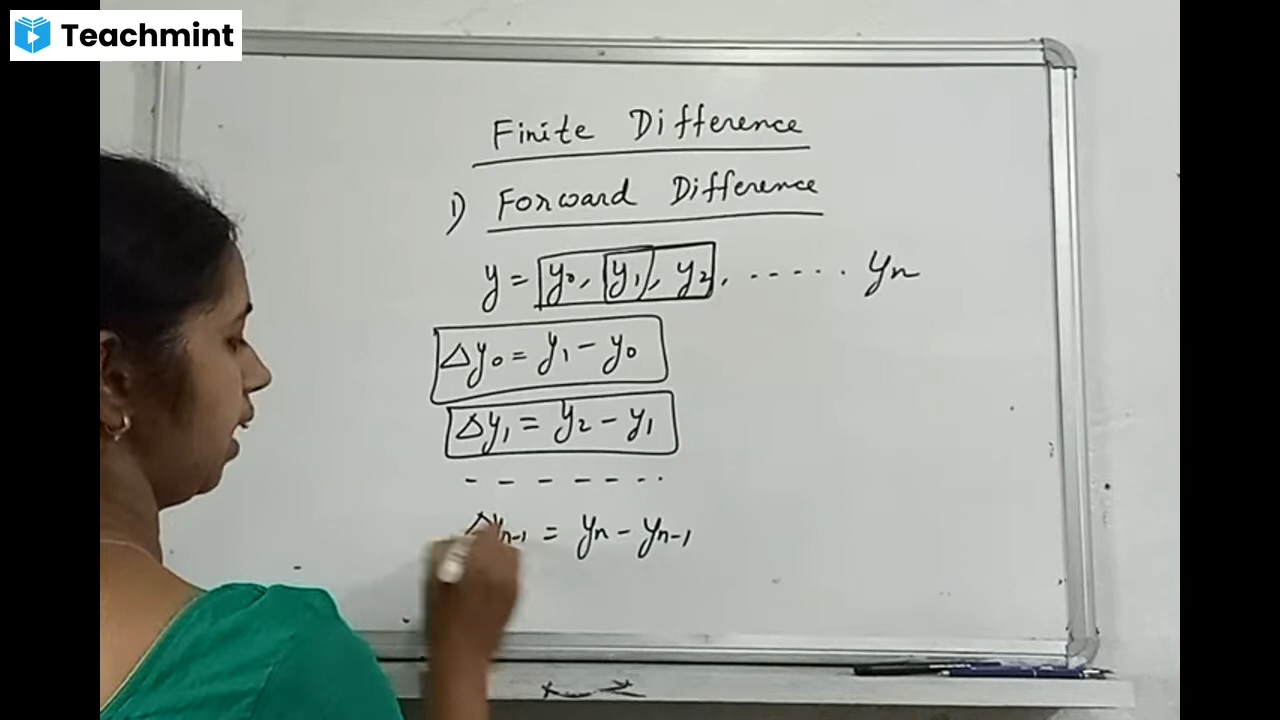 Teachmint
Finite Difference
1) Forward Difference
y = y0, y1, y2, ..... yn
Δy0 = y1 - y0
Δy1 = y2 - y1
- - - - - - .
Δyn-1 = yn - yn-1